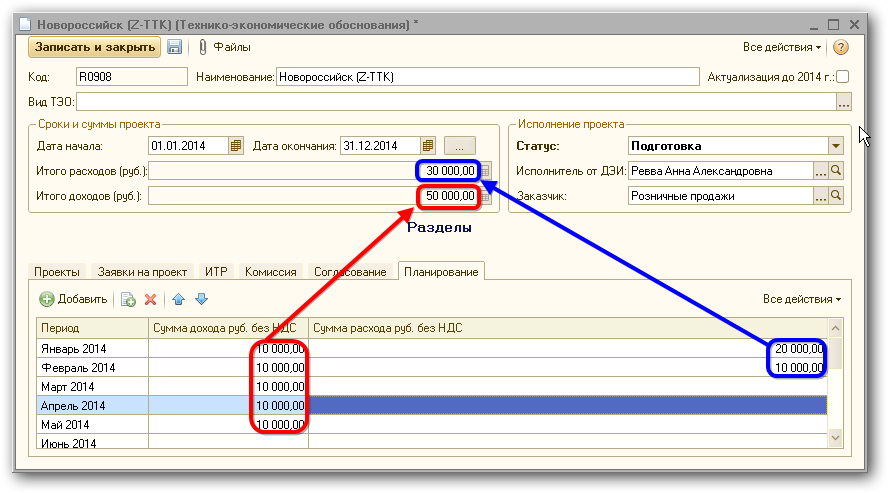 Новороссийск (Z-ТТК) (Технико-экономические обоснования) *
Записать и закрыть Файлы Все действия ?
Код: R0908 Наименование: Новороссийск (Z-ТТК) Актуализация до 2014 г.:
Вид ТЭО: ...
Сроки и суммы проекта Исполнение проекта
Дата начала: 01.01.2014 Дата окончания: 31.12.2014 ... Статус: Подготовка
Итого расходов (руб.): 30 000,00 Исполнитель от ДЗИ: Ревва Анна Александровна ...
Итого доходов (руб.): 50 000,00 Заказчик: Розничные продажи ...
Разделы
Проекты Заявки на проект ИТР Комиссия Согласование Планирование
Добавить Все действия
Период Сумма дохода руб. без НДС Сумма расхода руб. без НДС
Январь 2014 10 000,00 20 000,00
Февраль 2014 10 000,00 10 000,00
Март 2014 10 000,00
Апрель 2014 10 000,00
Май 2014 10 000,00
Июнь 2014